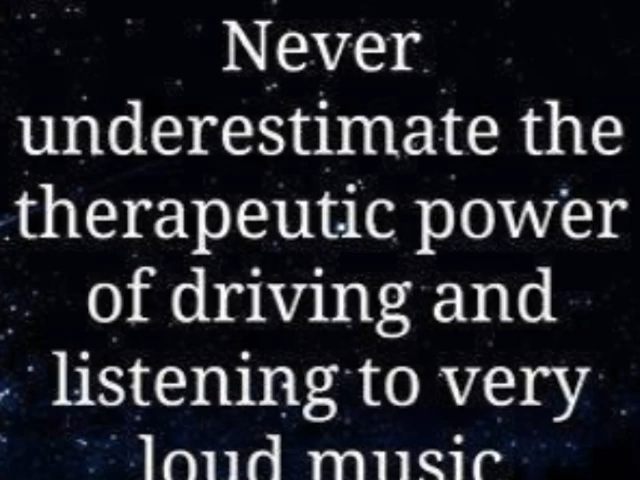 Never
underestimate the
therapeutic power
of driving and
listening to very
loud music